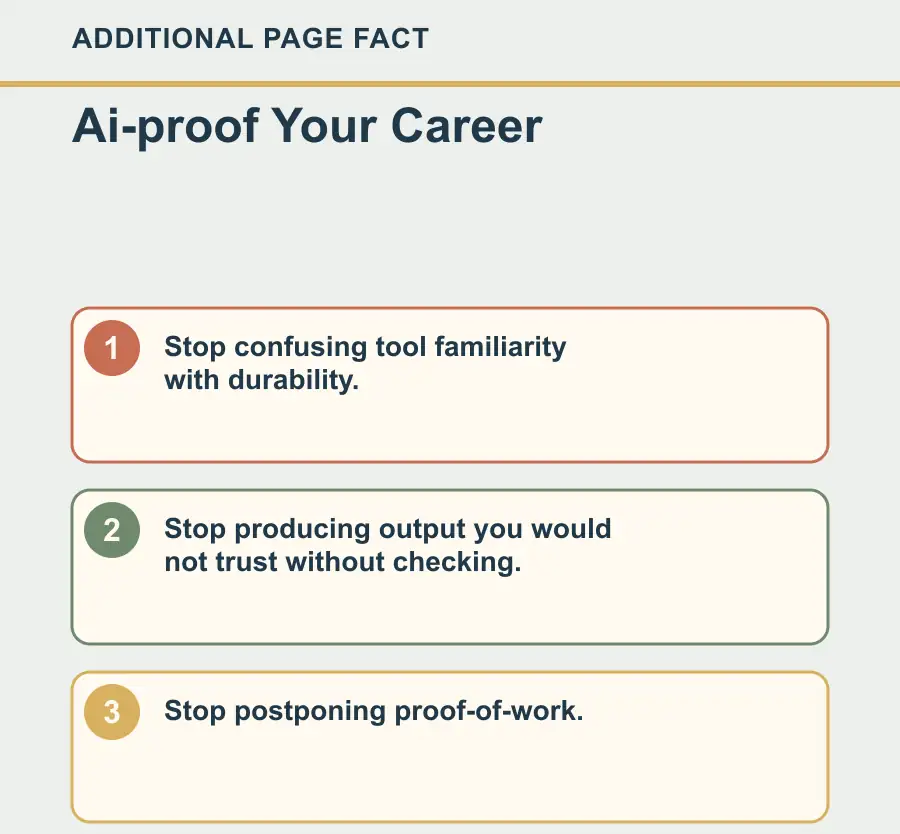 ADDITIONAL PAGE FACT
Ai-proof Your Career
1
Stop confusing tool familiarity
with durability.
2
Stop producing output you would
not trust without checking.
3
Stop postponing proof-of-work.